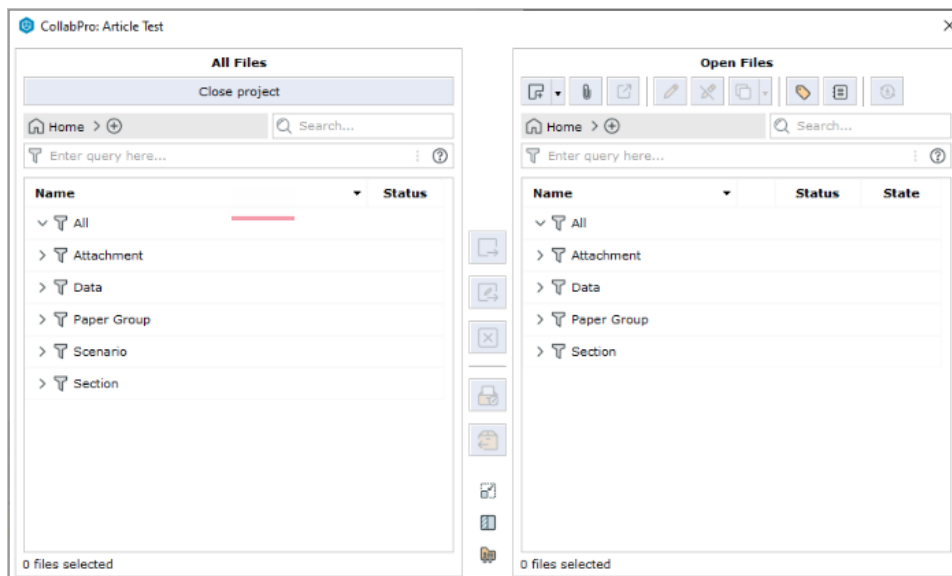 CollabPro: Article Test
All Files
Close project
Home
Search...
Enter query here...
Name
Status
All
Attachment
Data
Paper Group
Scenario
Section
0 files selected
Open Files
Home
Search...
Enter query here...
Name
Status
State
All
Attachment
Data
Paper Group
Section
0 files selected